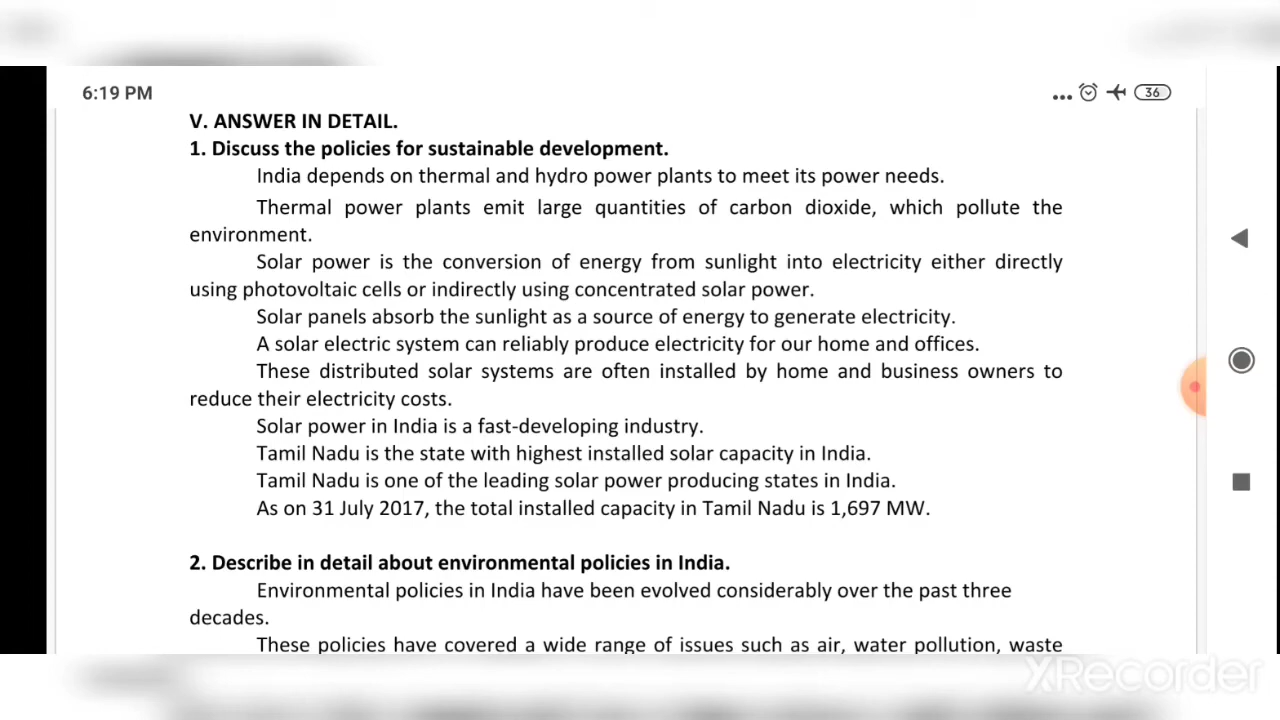 6:19 PM
36
V. ANSWER IN DETAIL.
1. Discuss the policies for sustainable development.
India depends on thermal and hydro power plants to meet its power needs.
Thermal power plants emit large quantities of carbon dioxide, which pollute the
environment.
Solar power is the conversion of energy from sunlight into electricity either directly
using photovoltaic cells or indirectly using concentrated solar power.
Solar panels absorb the sunlight as a source of energy to generate electricity.
A solar electric system can reliably produce electricity for our home and offices.
These distributed solar systems are often installed by home and business owners to
reduce their electricity costs.
Solar power in India is a fast-developing industry.
Tamil Nadu is the state with highest installed solar capacity in India.
Tamil Nadu is one of the leading solar power producing states in India.
As on 31 July 2017, the total installed capacity in Tamil Nadu is 1,697 MW.
2. Describe in detail about environmental policies in India.
Environmental policies in India have been evolved considerably over the past three
decades.
These policies have covered a wide range of issues such as air, water pollution, waste
XRecorder